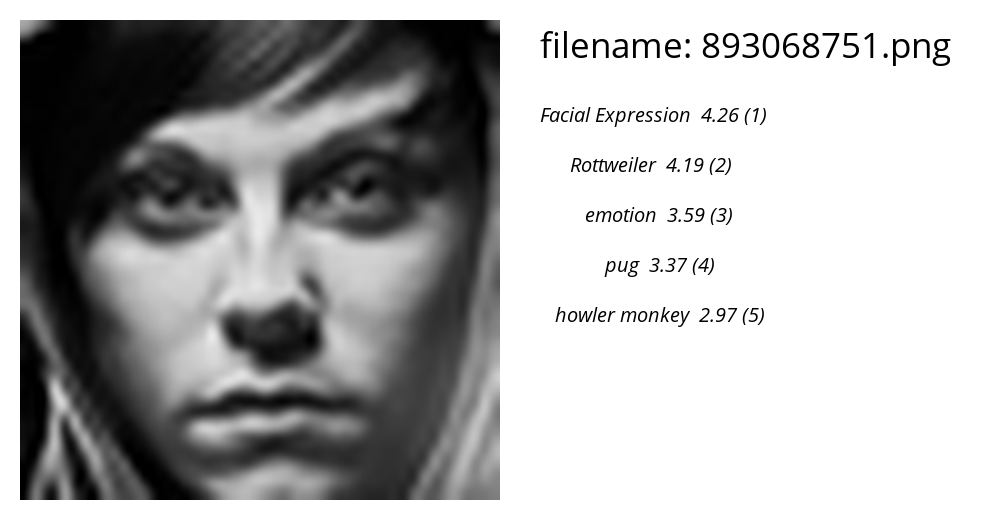 filename: 893068751.png
Facial Expression 4.26 (1)
Rottweiler 4.19 (2)
emotion 3.59 (3)
pug 3.37 (4)
howler monkey 2.97 (5)